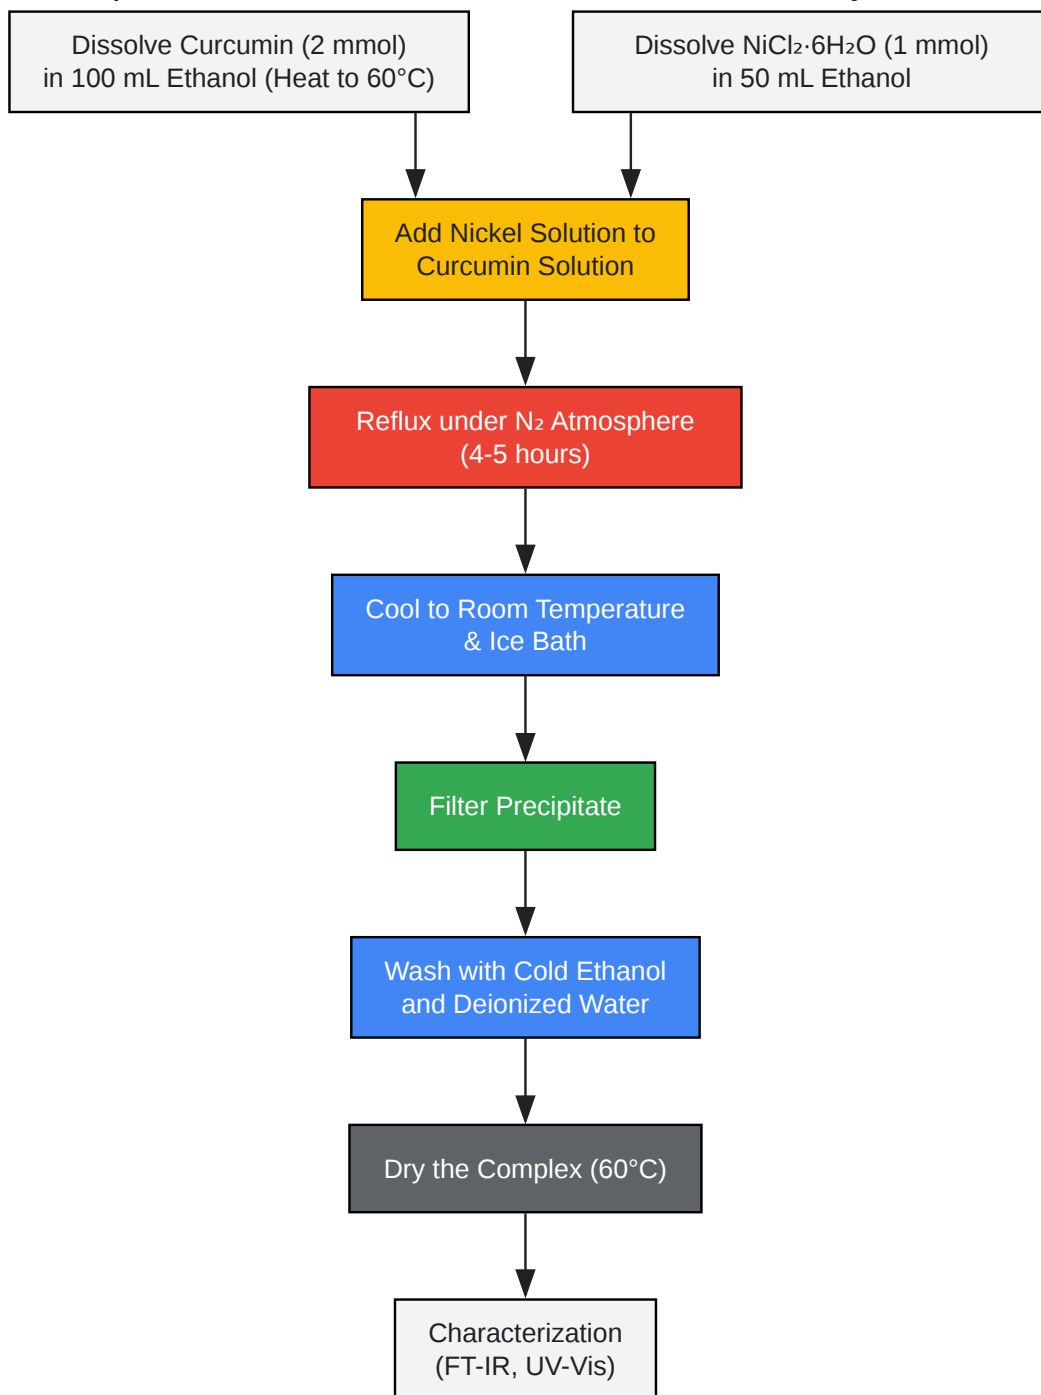 Dissolve Curcumin (2 mmol)
in 100 mL Ethanol (Heat to 60°C)
Dissolve NiCl₂·6H₂O (1 mmol)
in 50 mL Ethanol
Add Nickel Solution to
Curcumin Solution
Reflux under N₂ Atmosphere
(4-5 hours)
Cool to Room Temperature
& Ice Bath
Filter Precipitate
Wash with Cold Ethanol
and Deionized Water
Dry the Complex (60°C)
Characterization
(FT-IR, UV-Vis)